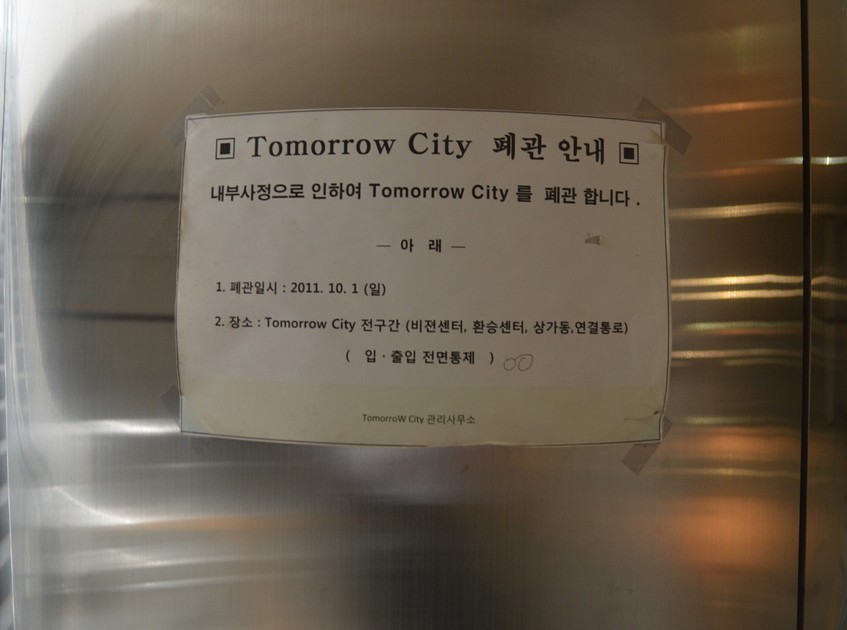 ▣ Tomorrow City 폐관 안내 ▣
내부사정으로 인하여 Tomorrow City 를 폐관 합니다 .
— 아 래 —
1. 폐관일시 : 2011. 10. 1 (일)
2. 장소 : Tomorrow City 전구간 (비젼센터, 환승센터, 상가동,연결통로)
( 입 · 출입 전면통제 )
TomorroW City 관리사무소